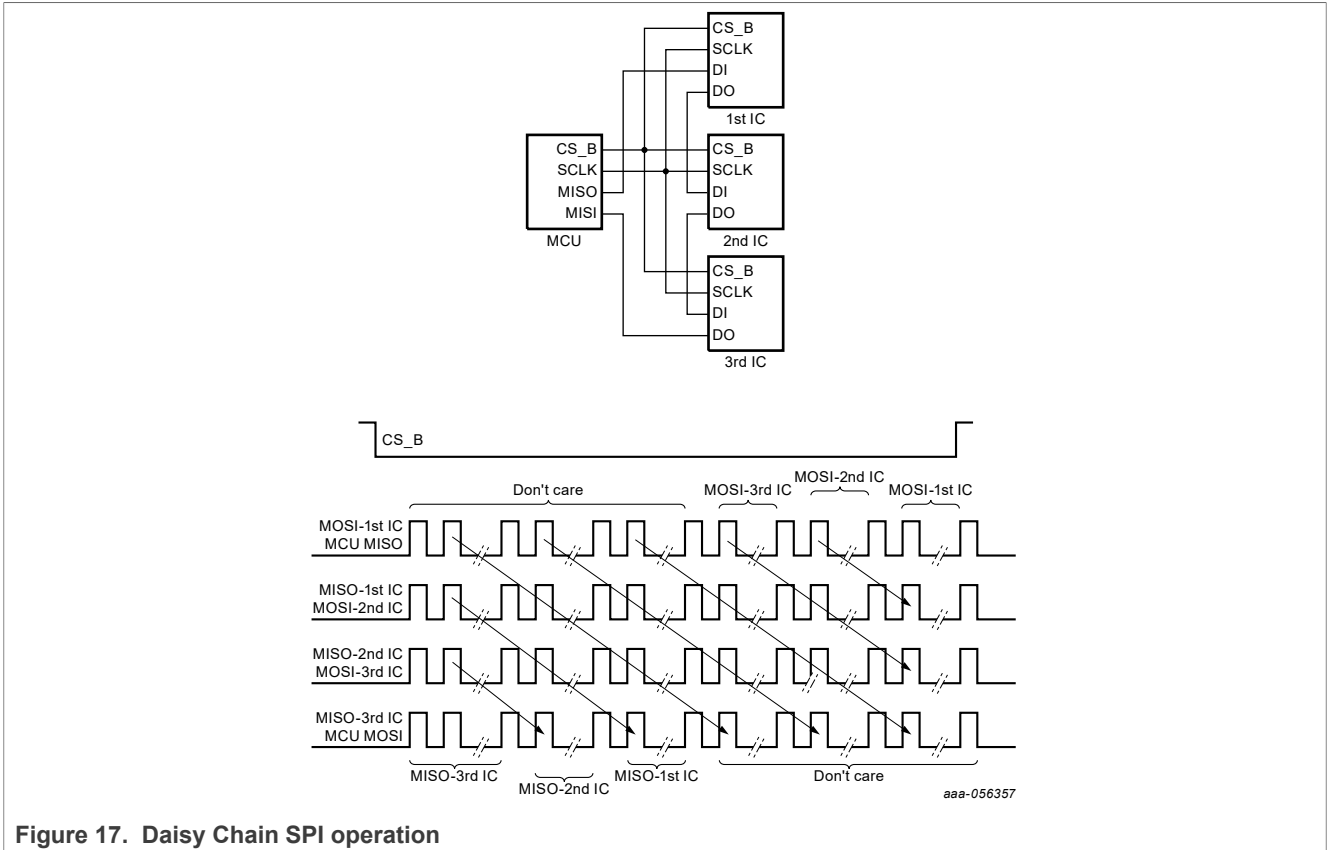 CS_B
SCLK
DI
DO
1st IC
CS_B
SCLK
MISO
MISI
MCU
CS_B
SCLK
DI
DO
2nd IC
CS_B
SCLK
DI
DO
3rd IC
CS_B
Don't care
MOSI-3rd IC
MOSI-2nd IC
MOSI-1st IC
MOSI-1st IC
MCU MISO
MISO-1st IC
MOSI-2nd IC
MISO-2nd IC
MOSI-3rd IC
MISO-3rd IC
MCU MOSI
MISO-3rd IC
MISO-2nd IC
MISO-1st IC
Don't care
aaa-056357
Figure 17. Daisy Chain SPI operation